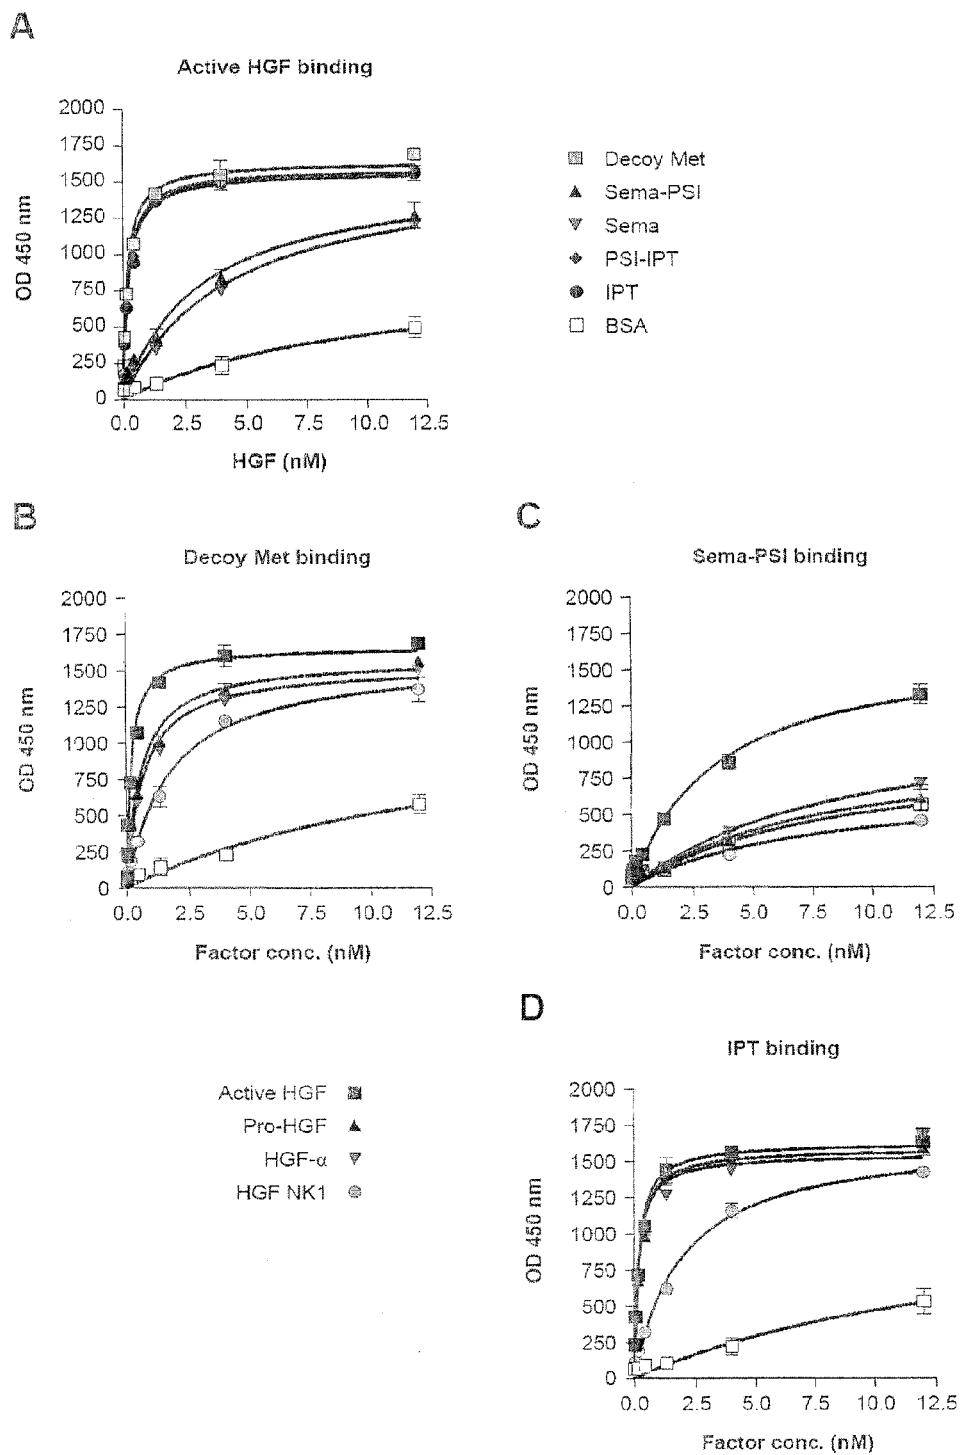 A
Active HGF binding
2000
1750
1500
1250
1000
750
500
250
0
OD 450 nm
0.0 2.5 5.0 7.5 10.0 12.5
HGF (nM)
Decoy Met
Sema-PSI
Sema
PSI-IPT
IPT
BSA
B
Decoy Met binding
2000
1750
1500
1250
1000
750
500
250
0
OD 450 nm
0.0 2.5 5.0 7.5 10.0 12.5
Factor conc. (nM)
C
Sema-PSI binding
2000
1750
1500
1250
1000
750
500
250
0
OD 450 nm
0.0 2.5 5.0 7.5 10.0 12.5
Factor conc. (nM)
Active HGF
Pro-HGF
HGF-α
HGF NK1
D
IPT binding
2000
1750
1500
1250
1000
750
500
250
0
OD 450 nm
0.0 2.5 5.0 7.5 10.0 12.5
Factor conc. (nM)